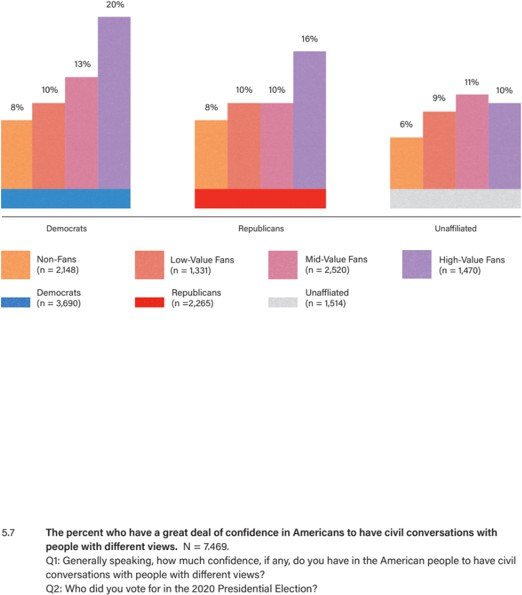 20%
13%
10%
8%
16%
10% 10%
8%
11%
10%
9%
6%
Democrats Republicans Unaffiliated
Non-Fans
(n = 2,148)
Low-Value Fans
(n = 1,331)
Mid-Value Fans
(n = 2,520)
High-Value Fans
(n = 1,470)
Democrats
(n = 3,690)
Republicans
(n =2,265)
Unaffliated
(n = 1,514)
5.7 The percent who have a great deal of confidence in Americans to have civil conversations with
people with different views. N = 7.469.
Q1: Generally speaking, how much confidence, if any, do you have in the American people to have civil
conversations with people with different views?
Q2: Who did you vote for in the 2020 Presidential Election?